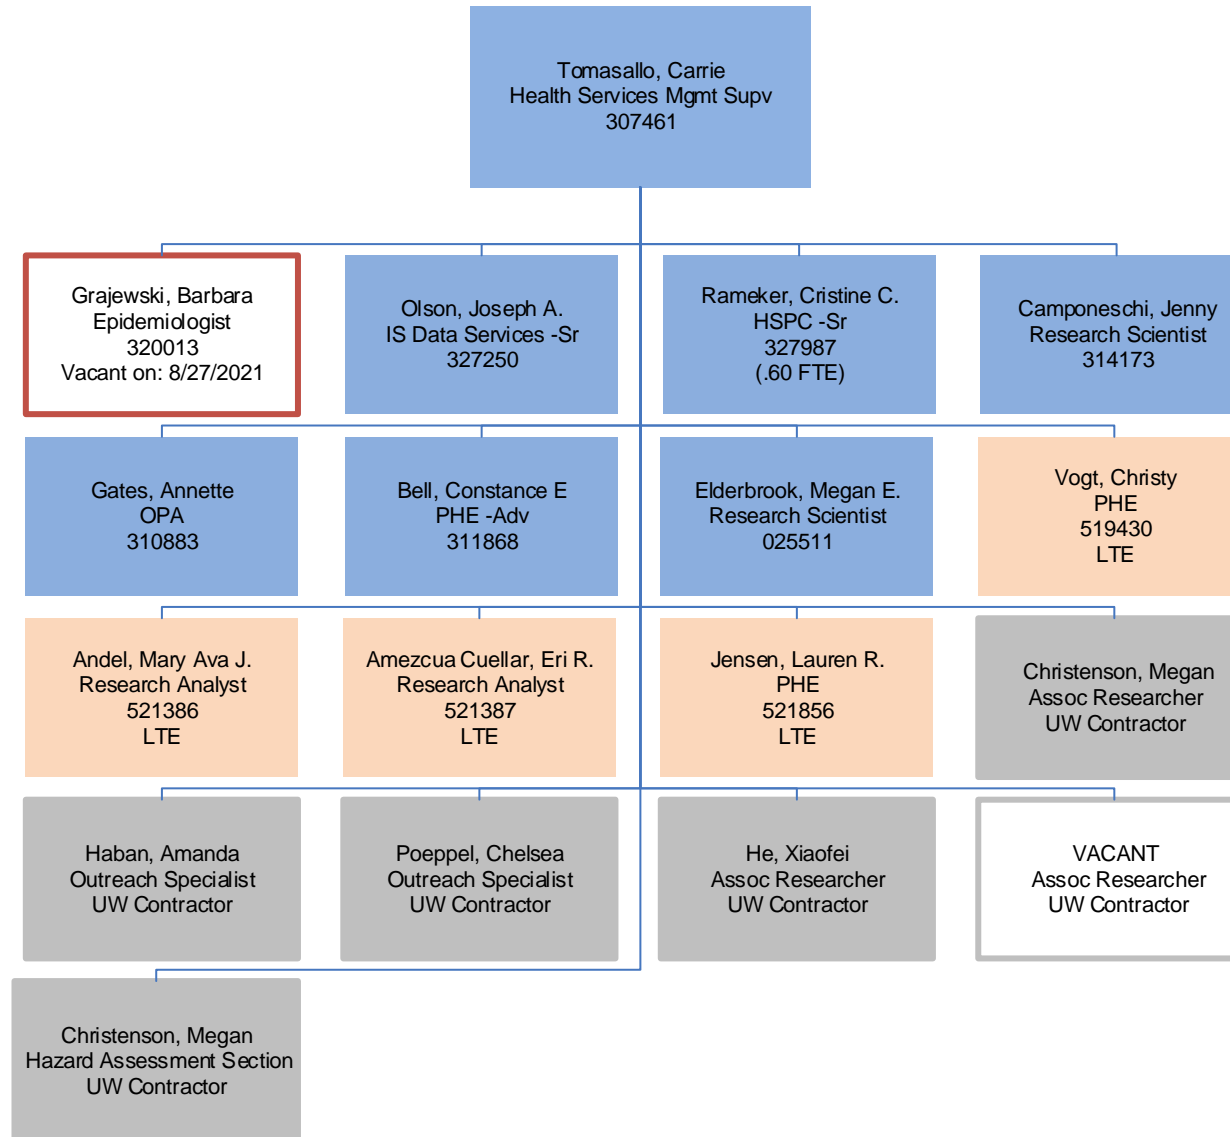 Tomasallo, Carrie
Health Services Mgmt Supv
307461
Grajewski, Barbara
Epidemiologist
320013
Vacant on: 8/27/2021
Olson, Joseph A.
IS Data Services -Sr
327250
Rameker, Cristine C.
HSPC -Sr
327987
(.60 FTE)
Camponeschi, Jenny
Research Scientist
314173
Gates, Annette
OPA
310883
Bell, Constance E
PHE -Adv
311868
Elderbrook, Megan E.
Research Scientist
025511
Vogt, Christy
PHE
519430
LTE
Andel, Mary Ava J.
Research Analyst
521386
LTE
Amezcua Cuellar, Eri R.
Research Analyst
521387
LTE
Jensen, Lauren R.
PHE
521856
LTE
Christenson, Megan
Assoc Researcher
UW Contractor
Haban, Amanda
Outreach Specialist
UW Contractor
Poeppel, Chelsea
Outreach Specialist
UW Contractor
He, Xiaofei
Assoc Researcher
UW Contractor
VACANT
Assoc Researcher
UW Contractor
Christenson, Megan
Hazard Assessment Section
UW Contractor